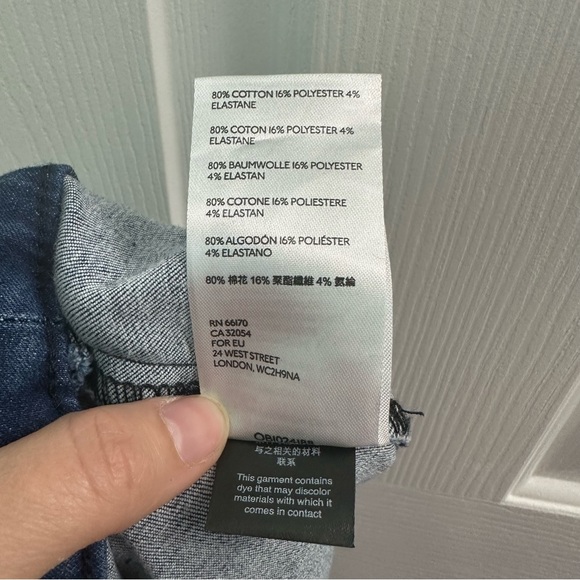 80% COTTON 16% POLYESTER 4%
ELASTANE
80% COTON 16% POLYESTER 4%
ELASTANE
80% BAUMWOLLE 16% POLYESTER
4% ELASTAN
80% COTONE 16% POLIESTERE
4% ELASTAN
80% ALGODÓN 16% POLIÉSTER
4% ELASTANO
80% 棉花 16% 聚酯纖維 4% 氨綸
RN 66170
CA 32054
FOR EU
24 WEST STREET
LONDON, WC2H9NA
与之相关的材料
联系
This garment contains
dye that may discolor
materials with which it
comes in contact